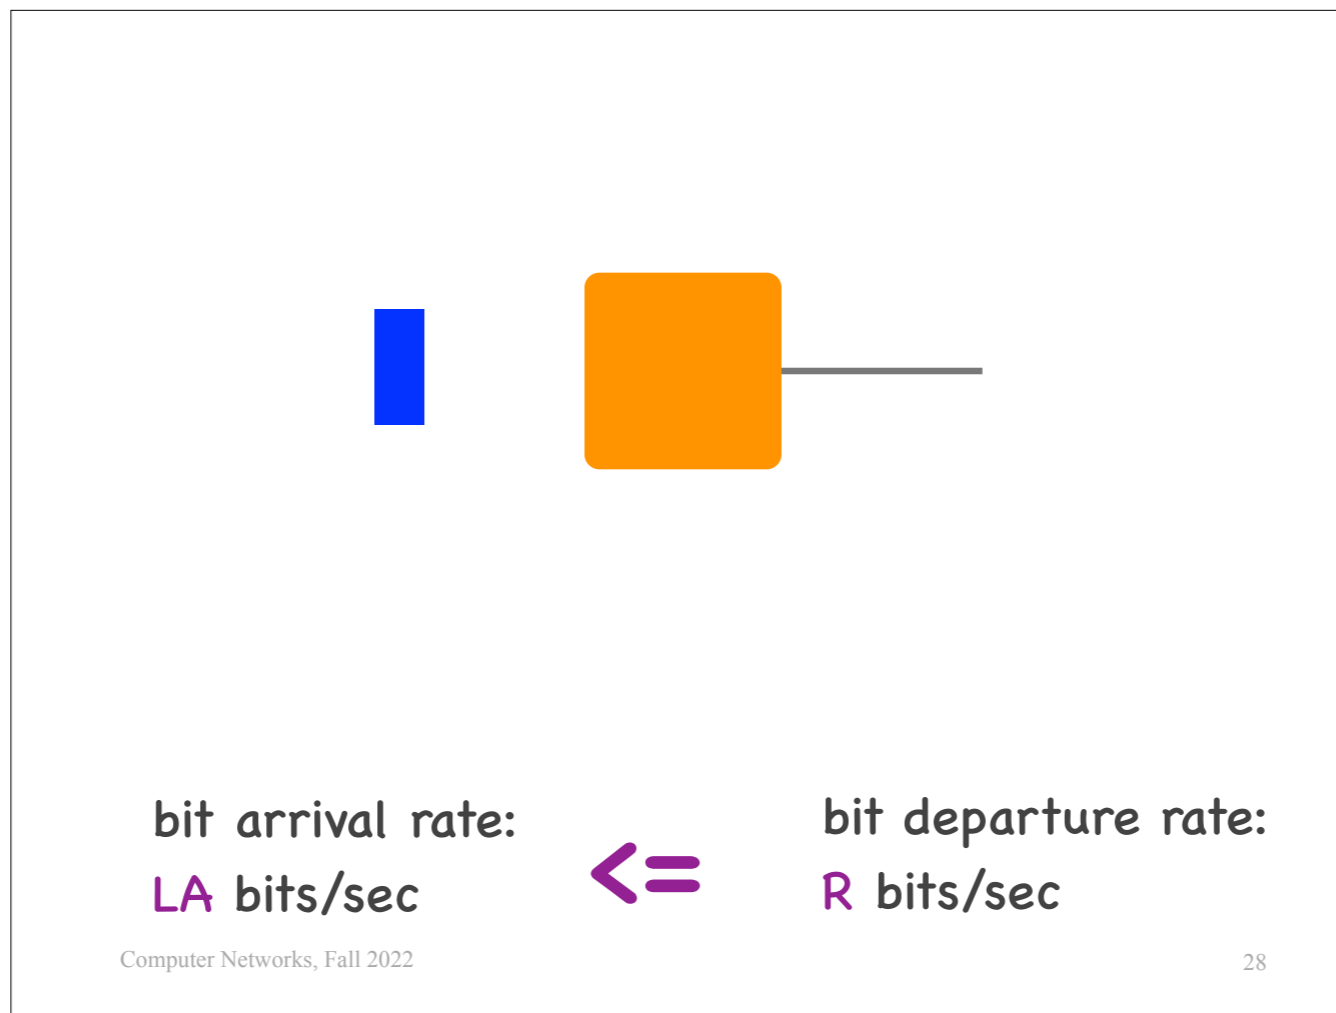 bit arrival rate:
LA bits/sec
<=
bit departure rate:
R bits/sec
Computer Networks, Fall 2022
28